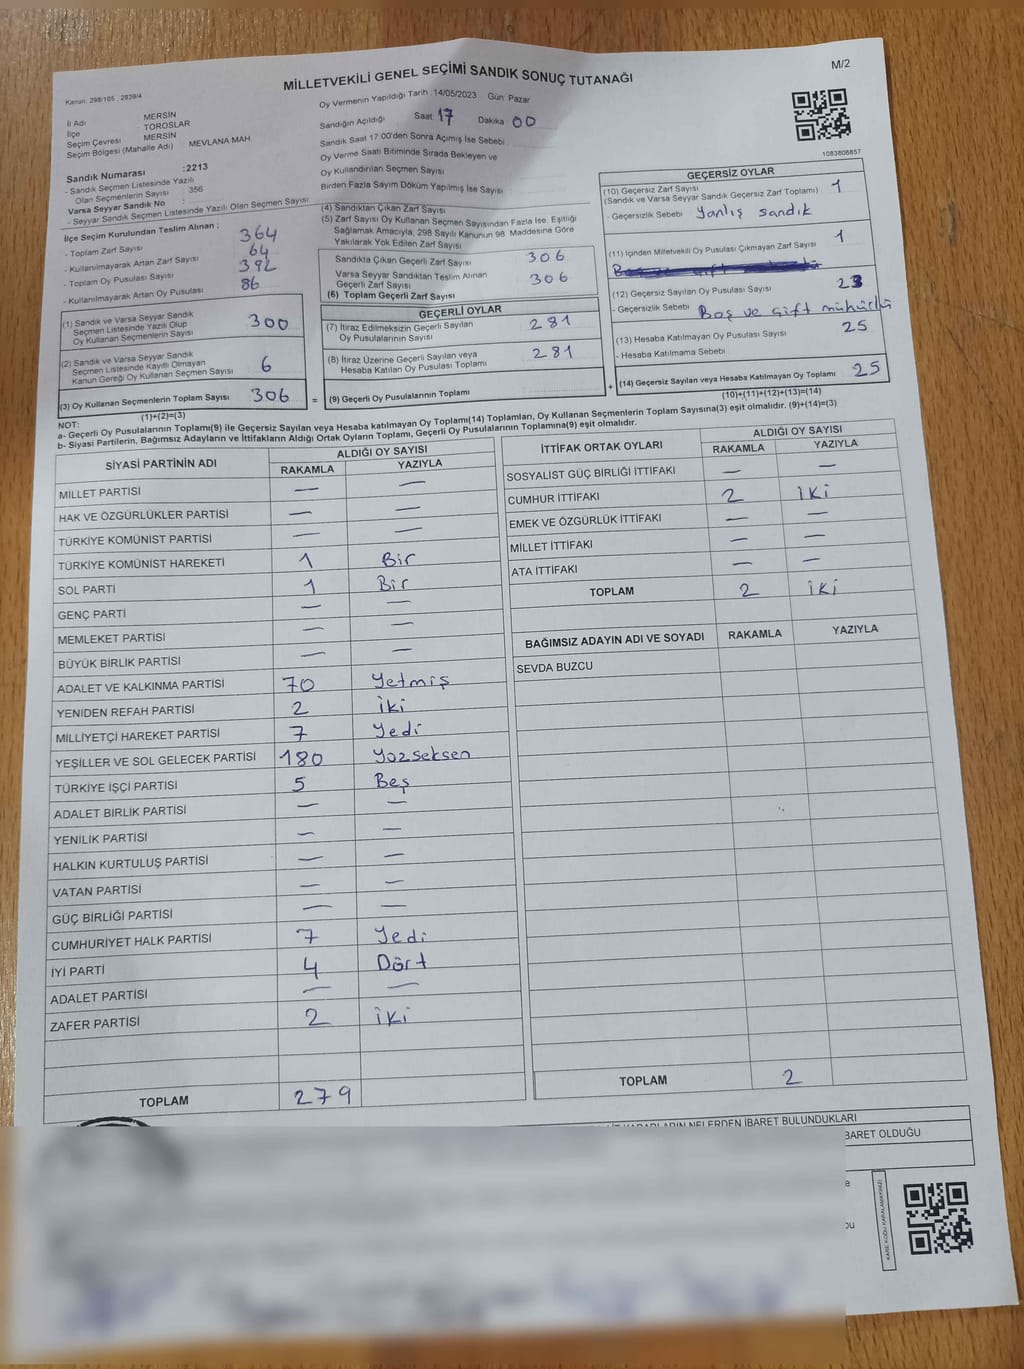 MİLLETVEKİLİ GENEL SEÇİMİ SANDIK SONUÇ TUTANAĞI
M/2
Kanun: 298/105 , 2839/4
İl Adı MERSİN
İlçe TOROSLAR
Seçim Çevresi MERSİN
Seçim Bölgesi (Mahalle Adı) : MEVLANA MAH
Sandık Numarası : 2213
- Sandık Seçmen Listesinde Yazılı
Olan Seçmenlerin Sayısı : 356
Varsa Seyyar Sandık No :
- Seyyar Sandık Seçmen Listesinde Yazılı Olan Seçmen Sayısı
İlçe Seçim Kurulundan Teslim Alınan :
- Toplam Zarf Sayısı 364
- Kullanılmayarak Artan Zarf Sayısı 64
- Toplam Oy Pusulası Sayısı 392
- Kullanılmayarak Artan Oy Pusulası 86
(1) Sandık ve Varsa Seyyar Sandık
Seçmen Listesinde Yazılı Olup
Oy Kullanan Seçmenlerin Sayısı 300
(2) Sandık ve Varsa Seyyar Sandık
Seçmen Listesinde Kayıtlı Olmayan
Kanun Gereği Oy Kullanan Seçmen Sayısı 6
(3) Oy Kullanan Seçmenlerin Toplam Sayısı 306
(1)+(2)=(3)
Oy Vermenin Yapıldığı Tarih :14/05/2023 Gün: Pazar
Sandığın Açıldığı Saat 17 Dakika 00
Sandık Saat 17:00'den Sonra Açımış İse Sebebi
Oy Verme Saati Bitiminde Sırada Bekleyen ve
Oy Kullandırılan Seçmen Sayısı
Birden Fazla Sayım Döküm Yapılmış İse Sayısı
(4) Sandıktan Çıkan Zarf Sayısı
(5) Zarf Sayısı Oy Kullanan Seçmen Sayısından Fazla İse, Eşitliği
Sağlamak Amacıyla, 298 Sayılı Kanunun 98. Maddesine Göre
Yakılarak Yok Edilen Zarf Sayısı
Sandıkta Çıkan Geçerli Zarf Sayısı 306
Varsa Seyyar Sandıktan Teslim Alınan
Geçerli Zarf Sayısı 306
(6) Toplam Geçerli Zarf Sayısı
GEÇERLİ OYLAR
(7) İtiraz Edilmeksizin Geçerli Sayılan
Oy Pusulalarının Sayısı 281
(8) İtiraz Üzerine Geçerli Sayılan veya
Hesaba Katılan Oy Pusulası Toplamı 281
= (9) Geçerli Oy Pusulalarının Toplamı +
1083806857
GEÇERSİZ OYLAR
(10) Geçersiz Zarf Sayısı
(Sandık ve Varsa Seyyar Sandık Geçersiz Zarf Toplamı) 1
- Geçersizlik Sebebi Yanlış sandık
(11) İçinden Milletvekili Oy Pusulası Çıkmayan Zarf Sayısı 1
(12) Geçersiz Sayılan Oy Pusulası Sayısı 23
- Geçersizlik Sebebi Boş ve çift mühürlü
(13) Hesaba Katılmayan Oy Pusulası Sayısı 25
- Hesaba Katılmama Sebebi
(14) Geçersiz Sayılan veya Hesaba Katılmayan Oy Toplamı 25
(10)+(11)+(12)+(13)=(14)
NOT:
a- Geçerli Oy Pusulalarının Toplamı(9) ile Geçersiz Sayılan veya Hesaba katılmayan Oy Toplamı(14) Toplamları, Oy Kullanan Seçmenlerin Toplam Sayısına(3) eşit olmalıdır. (9)+(14)=(3)
b- Siyasi Partilerin, Bağımsız Adayların ve İttifakların Aldığı Ortak Oyların Toplamı, Geçerli Oy Pusulalarının Toplamına(9) eşit olmalıdır.
SİYASİ PARTİNİN ADI ALDIĞI OY SAYISI
RAKAMLA YAZIYLA
MİLLET PARTİSİ — —
HAK VE ÖZGÜRLÜKLER PARTİSİ — —
TÜRKİYE KOMÜNİST PARTİSİ — —
TÜRKİYE KOMÜNİST HAREKETİ 1 Bir
SOL PARTİ 1 Bir
GENÇ PARTİ — —
MEMLEKET PARTİSİ — —
BÜYÜK BİRLİK PARTİSİ — —
ADALET VE KALKINMA PARTİSİ 70 Yetmiş
YENİDEN REFAH PARTİSİ 2 İki
MİLLİYETÇİ HAREKET PARTİSİ 7 Yedi
YEŞİLLER VE SOL GELECEK PARTİSİ 180 Yüzseksen
TÜRKİYE İŞÇİ PARTİSİ 5 Beş
ADALET BİRLİK PARTİSİ — —
YENİLİK PARTİSİ — —
HALKIN KURTULUŞ PARTİSİ — —
VATAN PARTİSİ — —
GÜÇ BİRLİĞİ PARTİSİ — —
CUMHURİYET HALK PARTİSİ 7 Yedi
İYİ PARTİ 4 Dört
ADALET PARTİSİ — —
ZAFER PARTİSİ 2 İki
TOPLAM 279
İTTİFAK ORTAK OYLARI ALDIĞI OY SAYISI
RAKAMLA YAZIYLA
SOSYALİST GÜÇ BİRLİĞİ İTTİFAKI — —
CUMHUR İTTİFAKI 2 İki
EMEK VE ÖZGÜRLÜK İTTİFAKI — —
MİLLET İTTİFAKI — —
ATA İTTİFAKI — —
TOPLAM 2 İki
BAĞIMSIZ ADAYIN ADI VE SOYADI RAKAMLA YAZIYLA
SEVDA BUZCU
TOPLAM 2
NELERDEN İBARET BULUNDUKLARI
BARET OLDUĞU
KARE KODU KARALAMAYINIZ!